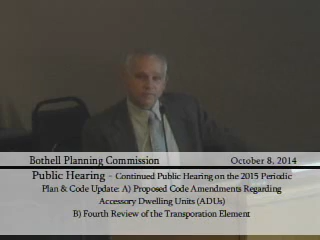 Bothell Planning Commission October 8, 2014
Public Hearing - Continued Public Hearing on the 2015 Periodic
Plan & Code Update: A) Proposed Code Amendments Regarding
Accessory Dwelling Units (ADUs)
B) Fourth Review of the Transporation Element